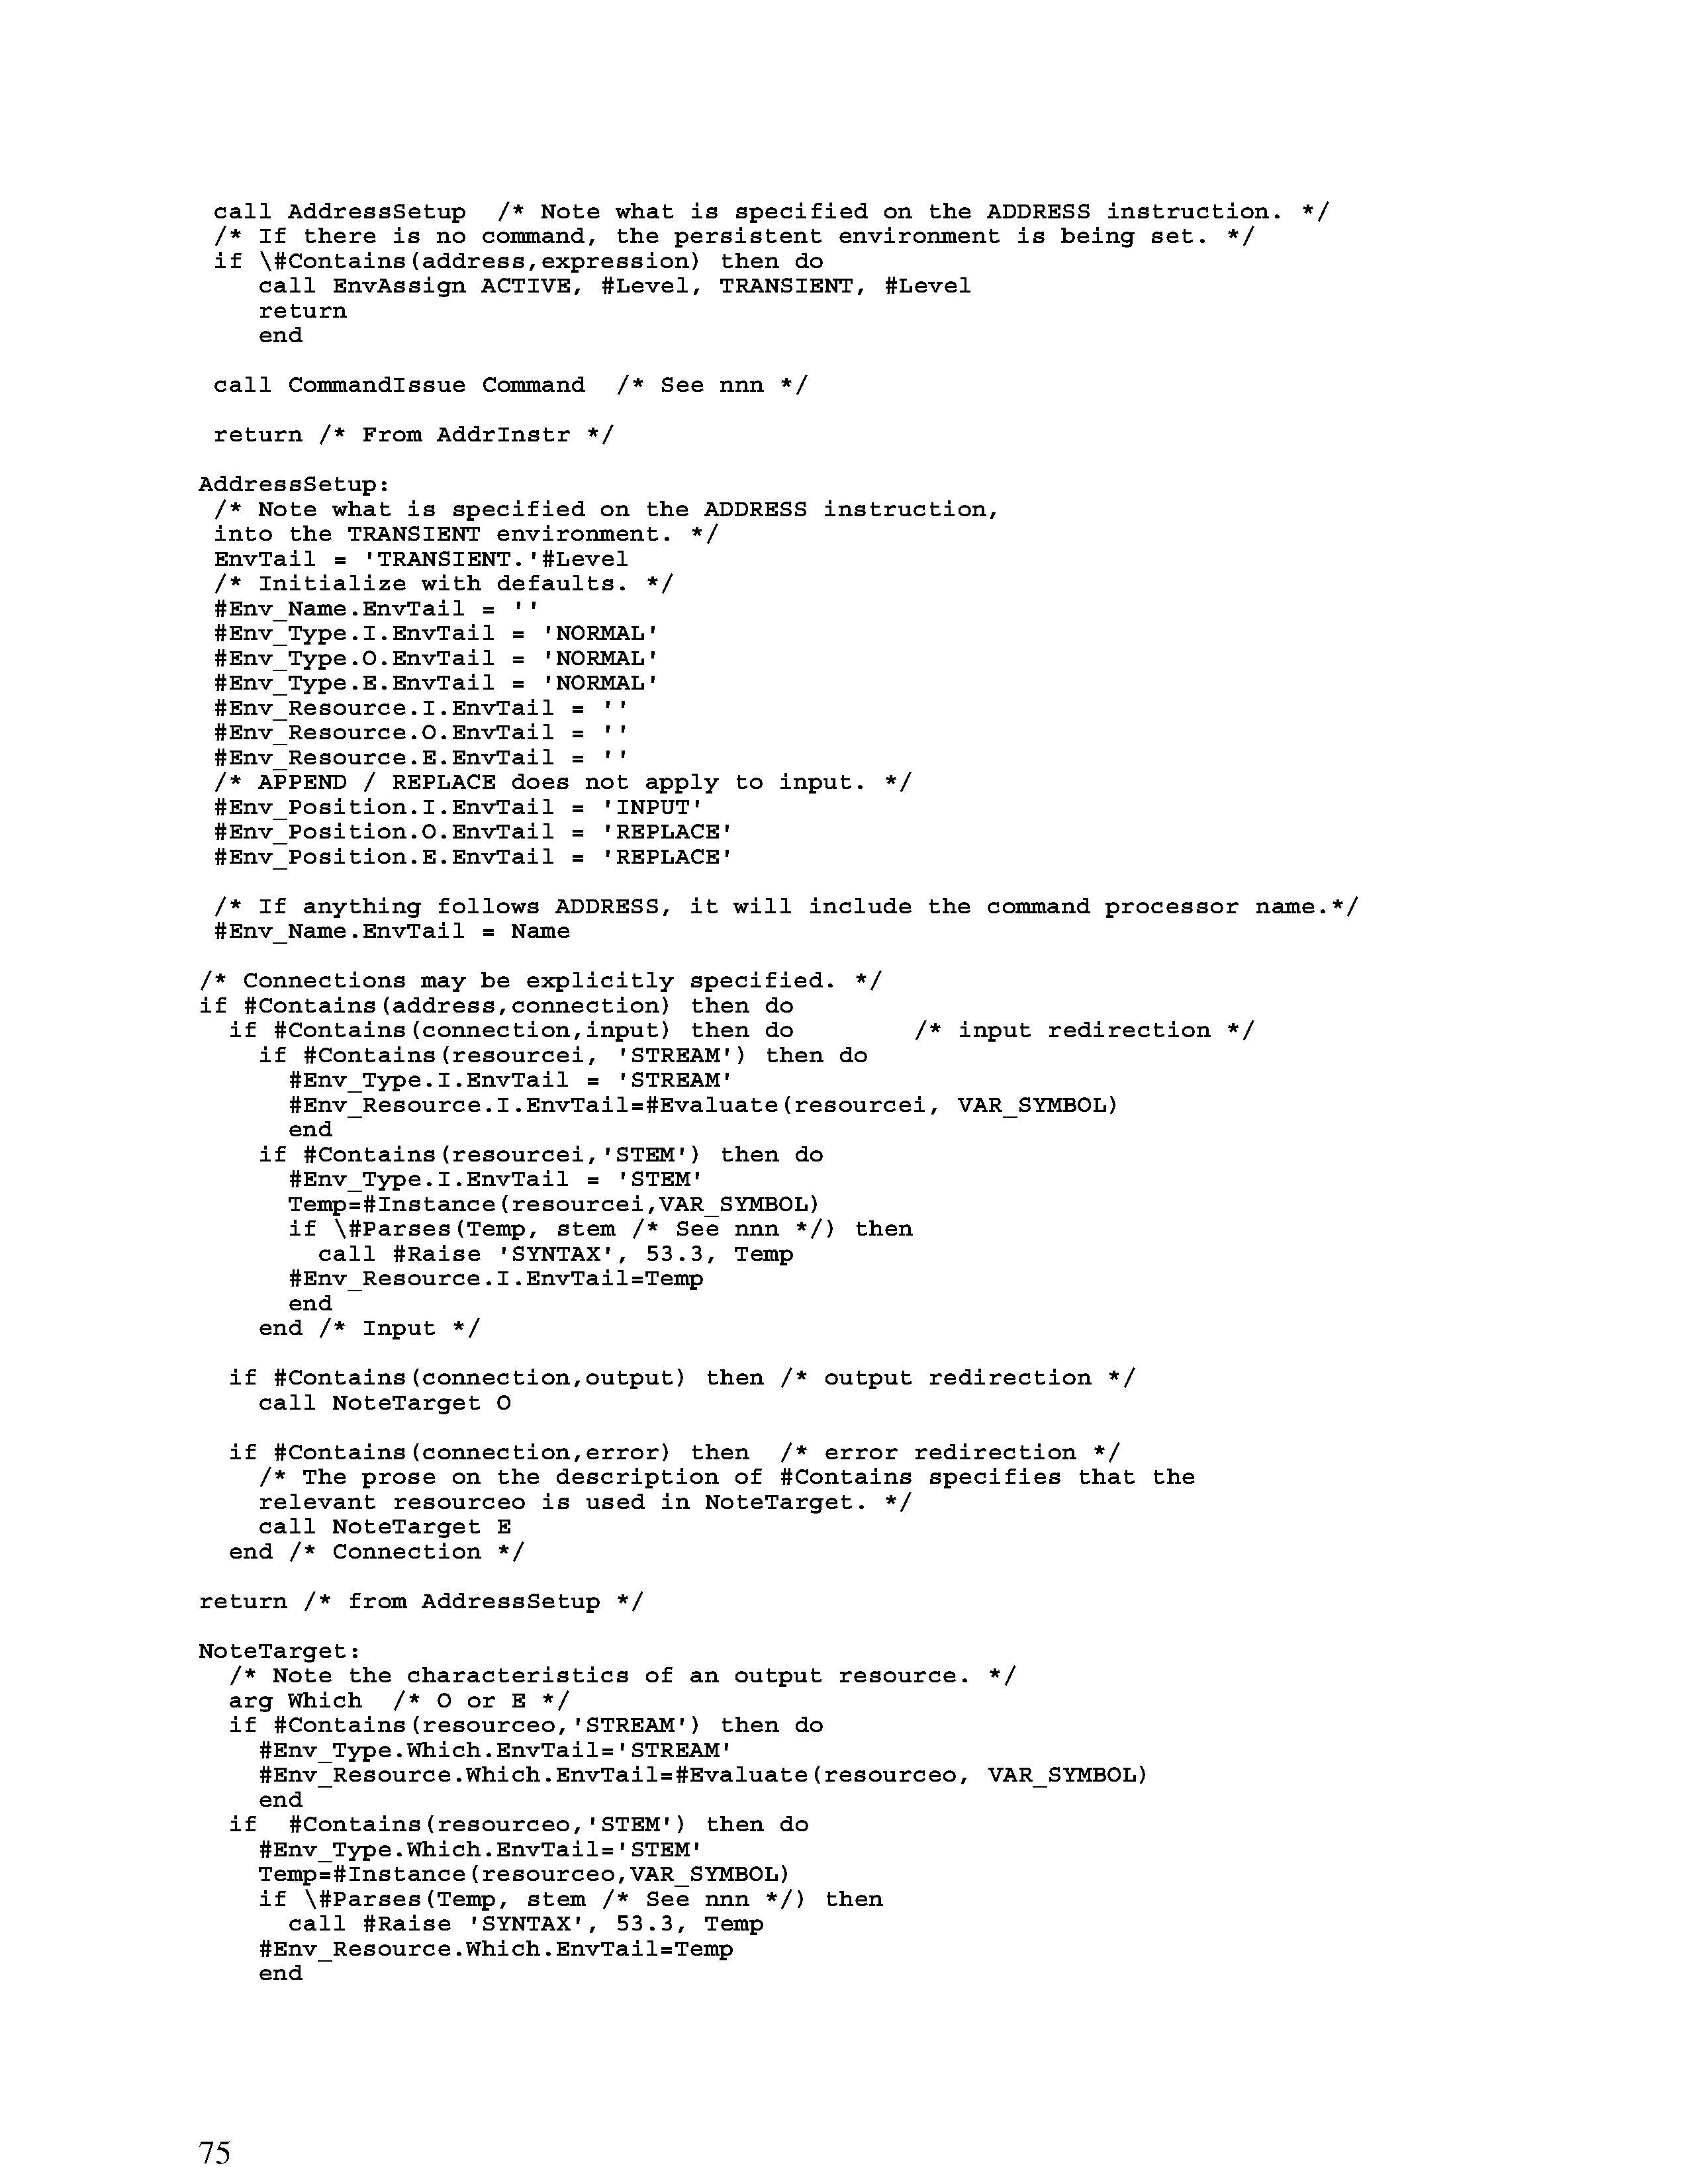 call AddressSetup  /* Note what is specified on the ADDRESS instruction. */
/* If there is no command, the persistent environment is being set. */
if \#Contains(address,expression) then do
call EnvAssign ACTIVE, #Level, TRANSIENT, #Level
return
end
call CommandIssue Command  /* See nnn */
return /* From AddrInstr */
AddressSetup:
/* Note what is specified on the ADDRESS instruction,
into the TRANSIENT environment. */
EnvTail = 'TRANSIENT.'#Level
/* Initialize with defaults. */
#Env_Name.EnvTail = ''
#Env_Type.I.EnvTail = 'NORMAL'
#Env_Type.O.EnvTail = 'NORMAL'
#Env_Type.E.EnvTail = 'NORMAL'
#Env_Resource.I.EnvTail = ''
#Env_Resource.O.EnvTail = ''
#Env_Resource.E.EnvTail = ''
/* APPEND / REPLACE does not apply to input. */
#Env_Position.I.EnvTail = 'INPUT'
#Env_Position.O.EnvTail = 'REPLACE'
#Env_Position.E.EnvTail = 'REPLACE'
/* If anything follows ADDRESS, it will include the command processor name.*/
#Env_Name.EnvTail = Name
/* Connections may be explicitly specified. */
if #Contains(address,connection) then do
if #Contains(connection,input) then do        /* input redirection */
if #Contains(resourcei, 'STREAM') then do
#Env_Type.I.EnvTail = 'STREAM'
#Env_Resource.I.EnvTail=#Evaluate(resourcei, VAR_SYMBOL)
end
if #Contains(resourcei,'STEM') then do
#Env_Type.I.EnvTail = 'STEM'
Temp=#Instance(resourcei,VAR_SYMBOL)
if \#Parses(Temp, stem /* See nnn */) then
call #Raise 'SYNTAX', 53.3, Temp
#Env_Resource.I.EnvTail=Temp
end
end /* Input */
if #Contains(connection,output) then /* output redirection */
call NoteTarget O
if #Contains(connection,error) then  /* error redirection */
/* The prose on the description of #Contains specifies that the
relevant resourceo is used in NoteTarget. */
call NoteTarget E
end /* Connection */
return /* from AddressSetup */
NoteTarget:
/* Note the characteristics of an output resource. */
arg Which  /* O or E */
if #Contains(resourceo,'STREAM') then do
#Env_Type.Which.EnvTail='STREAM'
#Env_Resource.Which.EnvTail=#Evaluate(resourceo, VAR_SYMBOL)
end
if  #Contains(resourceo,'STEM') then do
#Env_Type.Which.EnvTail='STEM'
Temp=#Instance(resourceo,VAR_SYMBOL)
if \#Parses(Temp, stem /* See nnn */) then
call #Raise 'SYNTAX', 53.3, Temp
#Env_Resource.Which.EnvTail=Temp
end
75